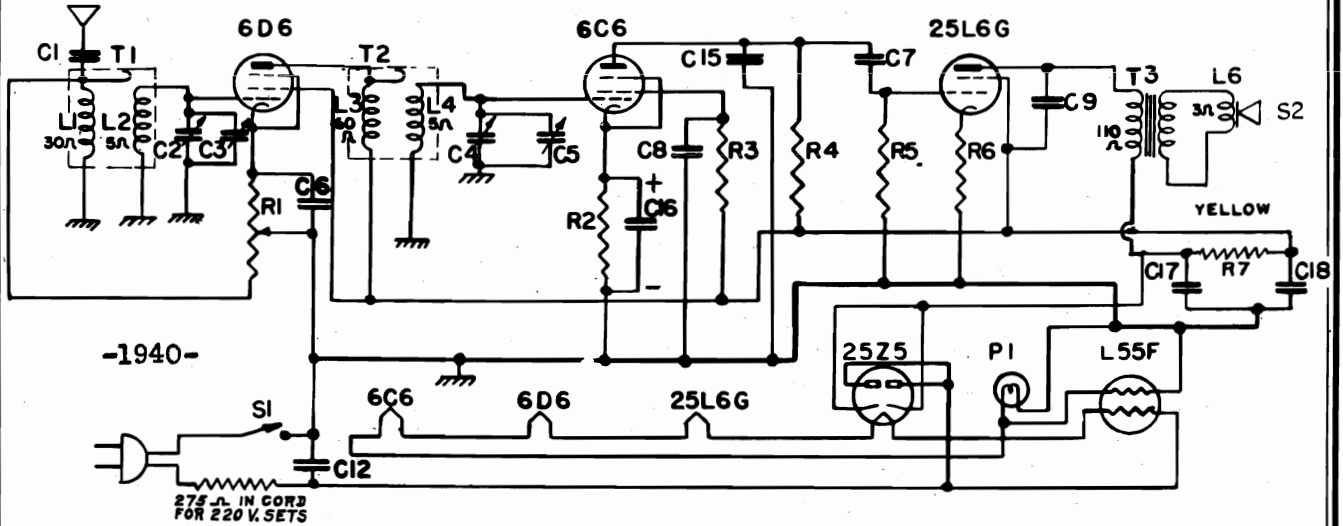 6D6
6C6
25L6G
C1
T1
T2
C15
C7
T3
L6
3Ω
S2
C9
L1
30Ω
L2
5Ω
C2
C3
L3
60Ω
L4
5Ω
C4
C5
C8
R3
R4
R5
R6
110
Ω
C6
R1
R2
+
C16
-
YELLOW
C17
R7
C18
-1940-
25Z5
P1
L55F
6C6
6D6
25L6G
S1
C12
275 Ω IN CORD
FOR 220 V. SETS